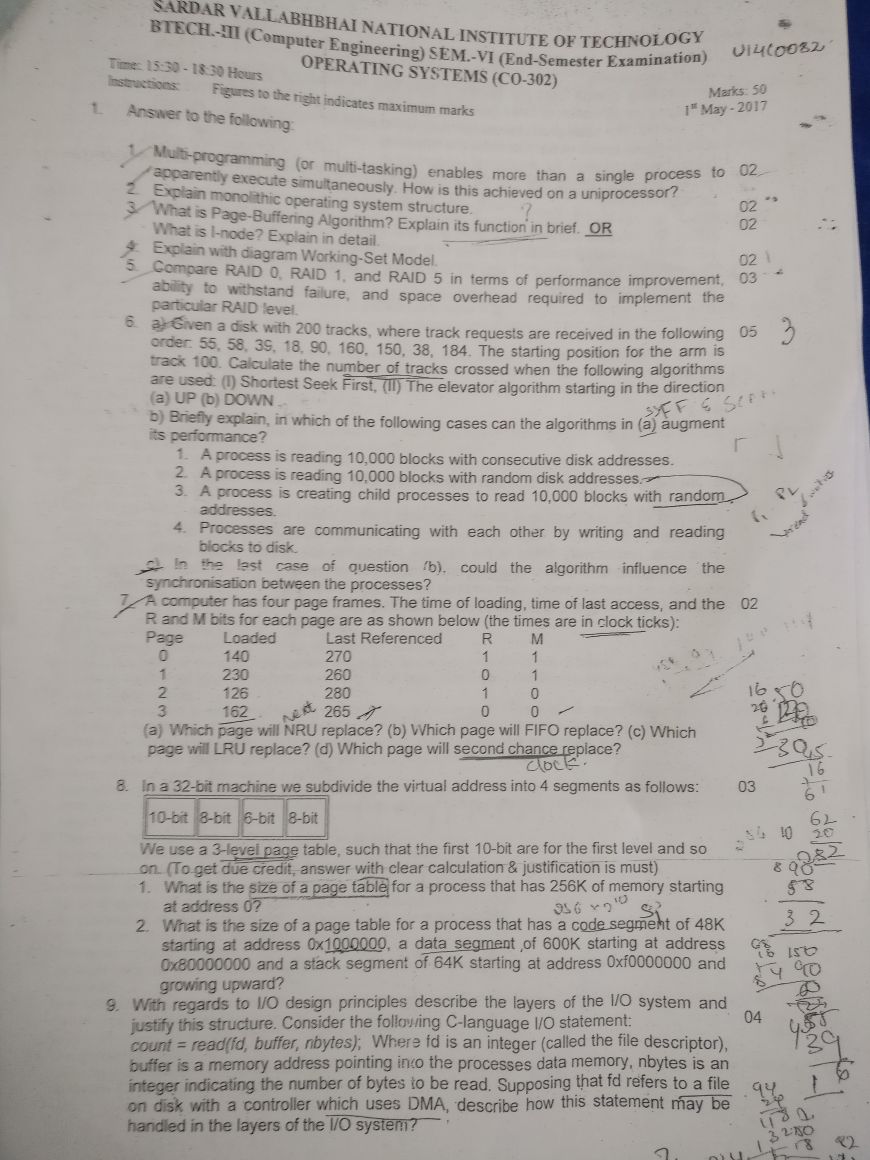 SARDAR VALLABHBHAI NATIONAL INSTITUTE OF TECHNOLOGY
BTECH.-III (Computer Engineering) SEM.-VI (End-Semester Examination)
U14C0082
OPERATING SYSTEMS (CO-302)
Time: 15:30 - 18:30 Hours
Marks: 50
Instructions: Figures to the right indicates maximum marks
1st May - 2017
1. Answer to the following:
1. Multi-programming (or multi-tasking) enables more than a single process to 02
apparently execute simultaneously. How is this achieved on a uniprocessor?
2. Explain monolithic operating system structure. 02
3. What is Page-Buffering Algorithm? Explain its function in brief. OR 02
What is I-node? Explain in detail.
4. Explain with diagram Working-Set Model. 02
5. Compare RAID 0, RAID 1, and RAID 5 in terms of performance improvement, 03
ability to withstand failure, and space overhead required to implement the
particular RAID level.
6. a) Given a disk with 200 tracks, where track requests are received in the following 05 3
order: 55, 58, 39, 18, 90, 160, 150, 38, 184. The starting position for the arm is
track 100. Calculate the number of tracks crossed when the following algorithms
are used: (I) Shortest Seek First, (II) The elevator algorithm starting in the direction
(a) UP (b) DOWN
b) Briefly explain, in which of the following cases can the algorithms in (a) augment
its performance?
1. A process is reading 10,000 blocks with consecutive disk addresses.
2. A process is reading 10,000 blocks with random disk addresses.
3. A process is creating child processes to read 10,000 blocks with random
addresses.
4. Processes are communicating with each other by writing and reading
blocks to disk.
c) In the last case of question (b), could the algorithm influence the
synchronisation between the processes?
7. A computer has four page frames. The time of loading, time of last access, and the 02
R and M bits for each page are as shown below (the times are in clock ticks):
Page Loaded Last Referenced R M
0 140 270 1 1
1 230 260 0 1
2 126 280 1 0
3 162 next 265 0 0
(a) Which page will NRU replace? (b) Which page will FIFO replace? (c) Which
page will LRU replace? (d) Which page will second chance replace?
clock.
8. In a 32-bit machine we subdivide the virtual address into 4 segments as follows: 03
10-bit 8-bit 6-bit 8-bit
We use a 3-level page table, such that the first 10-bit are for the first level and so
on. (To get due credit, answer with clear calculation & justification is must)
1. What is the size of a page table for a process that has 256K of memory starting
at address 0?
2. What is the size of a page table for a process that has a code segment of 48K
starting at address 0x1000000, a data segment of 600K starting at address
0x80000000 and a stack segment of 64K starting at address 0xf0000000 and
growing upward?
9. With regards to I/O design principles describe the layers of the I/O system and
justify this structure. Consider the following C-language I/O statement: 04
count = read(fd, buffer, nbytes); Where fd is an integer (called the file descriptor),
buffer is a memory address pointing into the processes data memory, nbytes is an
integer indicating the number of bytes to be read. Supposing that fd refers to a file
on disk with a controller which uses DMA, describe how this statement may be
handled in the layers of the I/O system?